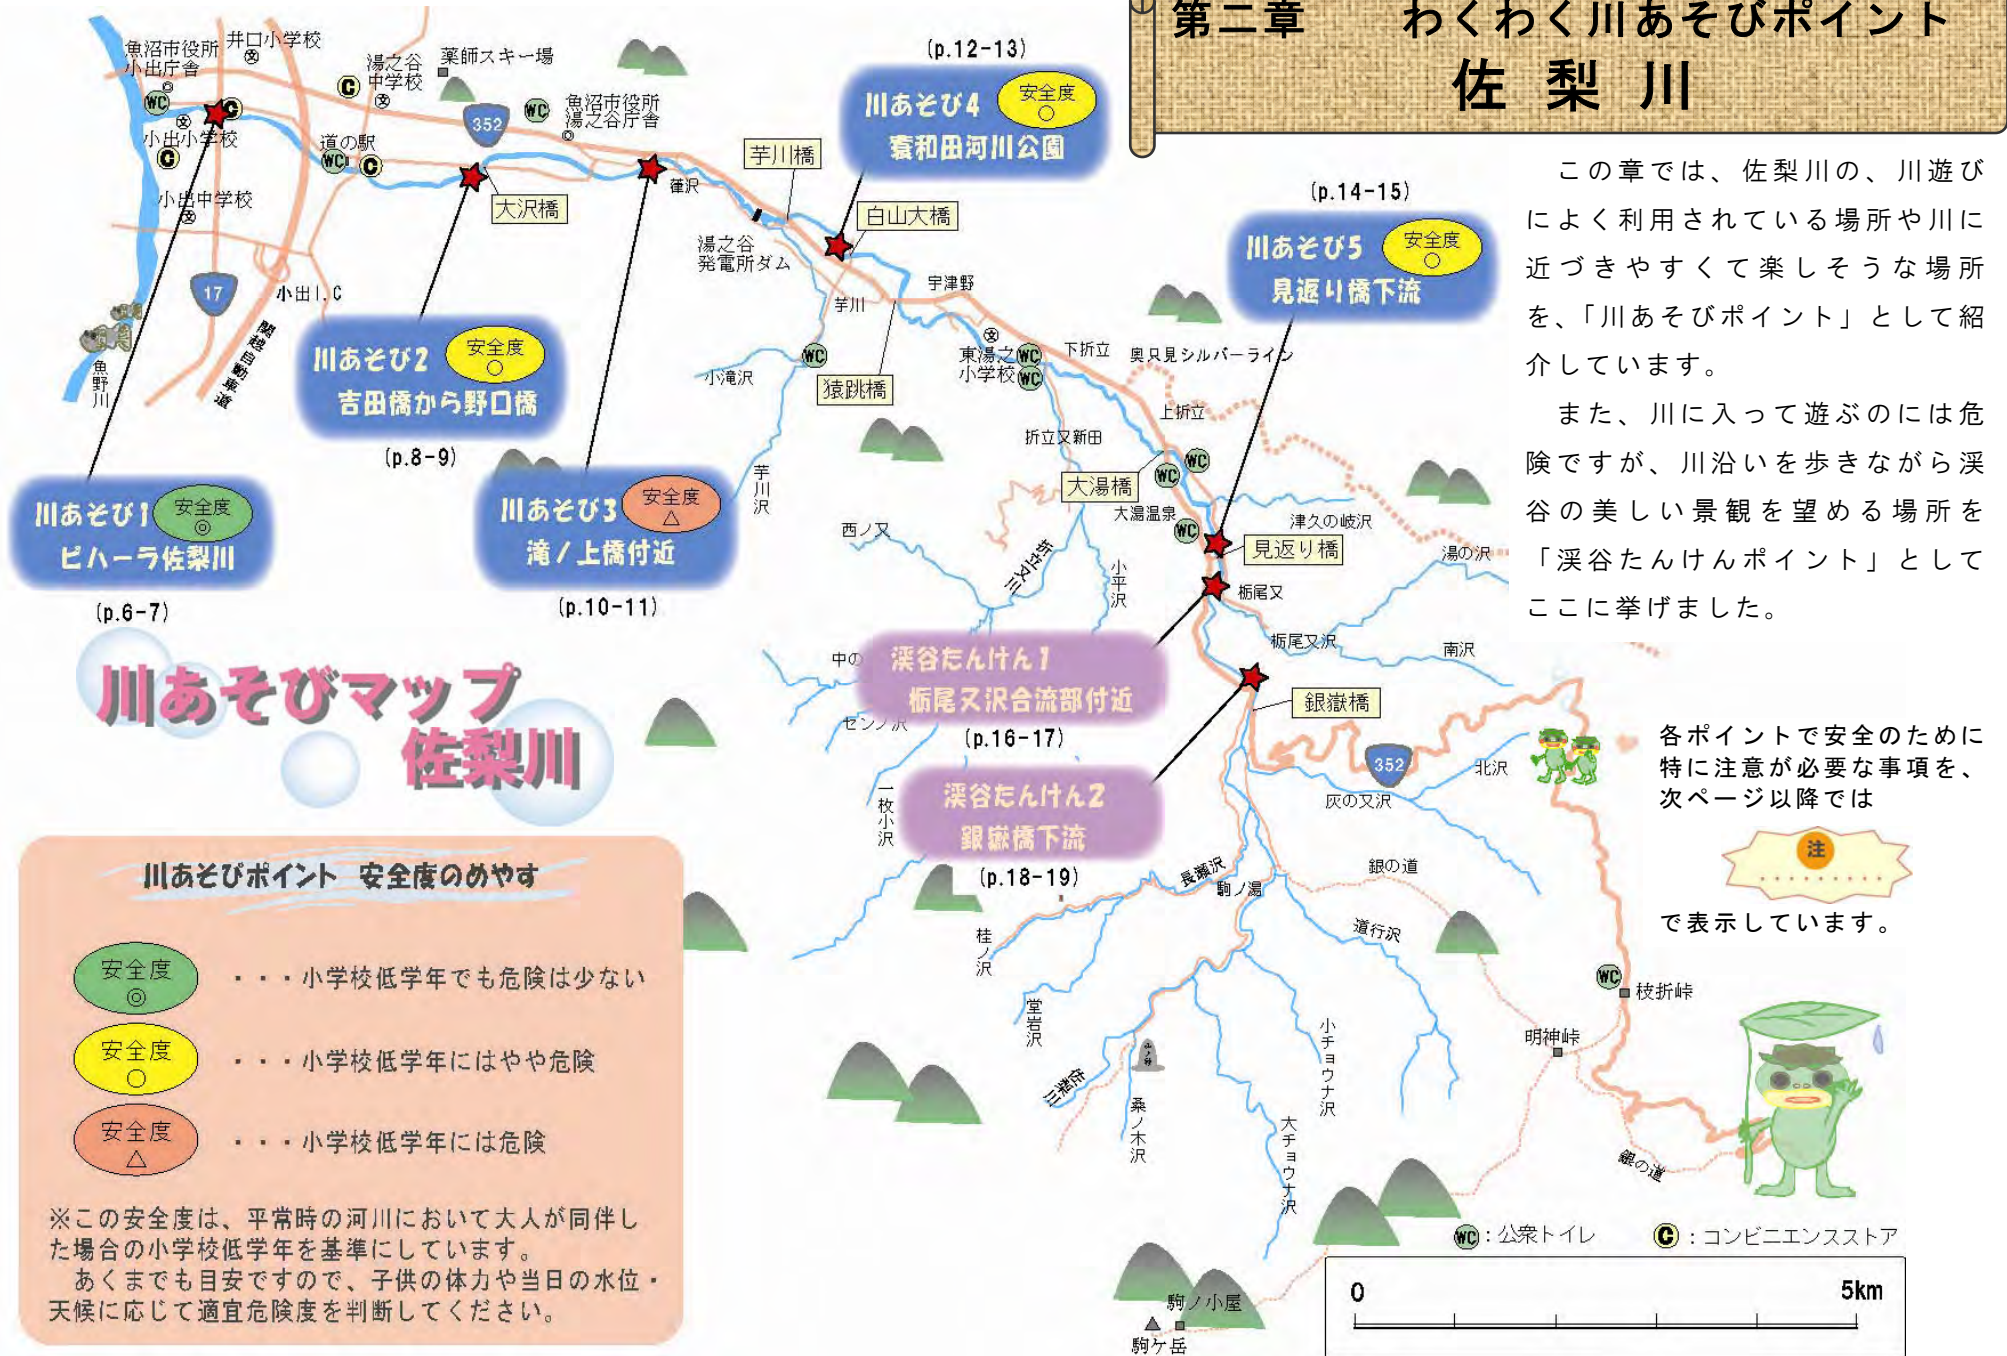 第二章 わくわく川あそびポイント
佐梨川
この章では、佐梨川の、川遊び
によく利用されている場所や川に
近づきやすくて楽しそうな場所
を、「川あそびポイント」として紹
介しています。
また、川に入って遊ぶのには危
険ですが、川沿いを歩きながら渓
谷の美しい景観を望める場所を
「渓谷たんけんポイント」として
ここに挙げました。
各ポイントで安全のために
特に注意が必要な事項を、
次ページ以降では
注
・・・・・・・・・
で表示しています。
魚沼市役所
小出庁舎
井口小学校
湯之谷
中学校
薬師スキー場
352
WC
魚沼市役所
湯之谷庁舎
WC
C
C
小出小学校
C
道の駅
WC
C
小出中学校
大沢橋
葎沢
芋川橋
白山大橋
湯之谷
発電所ダム
17
小出I.C
関越自動車道
魚野川
芋川
宇津野
小滝沢
WC
猿跳橋
東湯之
小学校
WC
WC
下折立
奥只見シルバーライン
上折立
折立又新田
芋川沢
大湯橋
WC
WC
大湯温泉
WC
津久の岐沢
見返り橋
湯の沢
西ノ又
折立又川
小平沢
栃尾又
栃尾又沢
南沢
中の
センノ沢
銀嶽橋
352
北沢
一枚小沢
灰の又沢
長瀬沢
駒ノ湯
銀の道
道行沢
桂ノ沢
堂岩沢
山ノ神
佐梨川
桑ノ木沢
小チョウナ沢
大チョウナ沢
WC
枝折峠
明神峠
銀の道
駒ノ小屋
駒ケ岳
(p.12-13)
川あそび4
安全度
○
蓑和田河川公園
(p.14-15)
川あそび5
安全度
○
見返り橋下流
川あそび2
安全度
○
吉田橋から野口橋
(p.8-9)
川あそび1
安全度
◎
ビハーラ佐梨川
(p.6-7)
川あそび3
安全度
△
滝ノ上橋付近
(p.10-11)
渓谷たんけん1
栃尾又沢合流部付近
(p.16-17)
渓谷たんけん2
銀嶽橋下流
(p.18-19)
川あそびマップ
佐梨川
川あそびポイント 安全度のめやす
安全度
◎
・・・小学校低学年でも危険は少ない
安全度
○
・・・小学校低学年にはやや危険
安全度
△
・・・小学校低学年には危険
※この安全度は、平常時の河川において大人が同伴し
た場合の小学校低学年を基準にしています。
あくまでも目安ですので、子供の体力や当日の水位・
天候に応じて適宜危険度を判断してください。
WC:公衆トイレ
C:コンビニエンスストア
0 5km